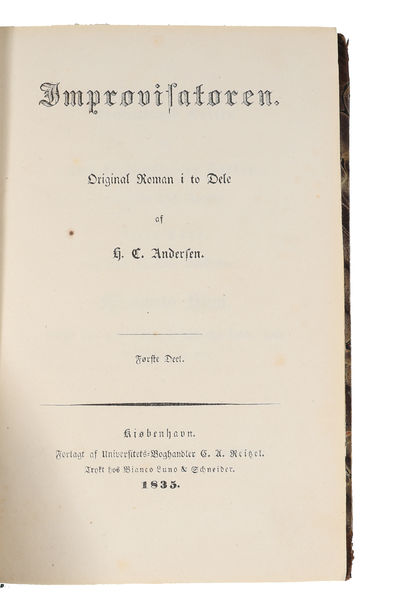 Improvisatoren.
Original Roman i to Dele
af
H. C. Andersen.
Første Deel.
Kiøbenhavn.
Forlagt af Universitets-Boghandler C. A. Reitzel.
Trykt hos Bianco Luno & Schneider.
1835.